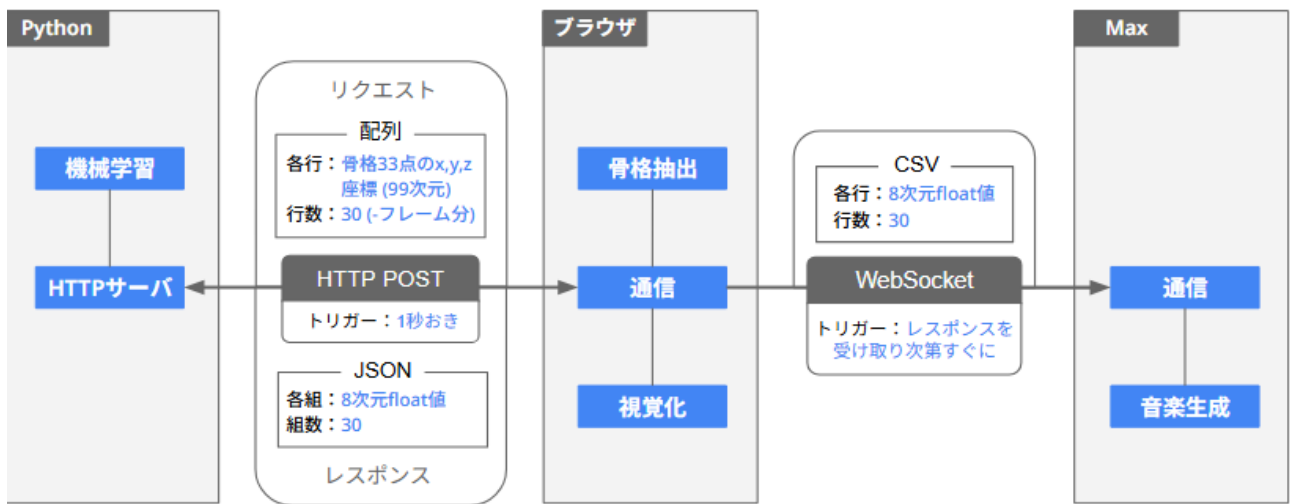 Python
機械学習
HTTPサーバ
リクエスト
配列
各行：骨格33点のx,y,z
座標 (99次元)
行数：30 (-フレーム分)
HTTP POST
トリガー：1秒おき
JSON
各組：8次元float値
組数：30
レスポンス
ブラウザ
骨格抽出
通信
視覚化
CSV
各行：8次元float値
行数：30
WebSocket
トリガー：レスポンスを
受け取り次第すぐに
Max
通信
音楽生成